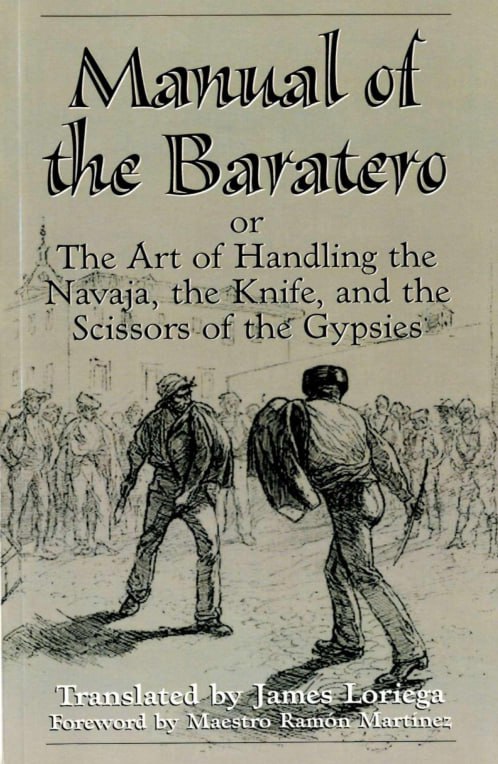 Manual of
the Baratero
or
The Art of Handling the
Navaja, the Knife, and the
Scissors of the Gypsies
Translated by James Loriega
Foreword by Maestro Ramón Martinez